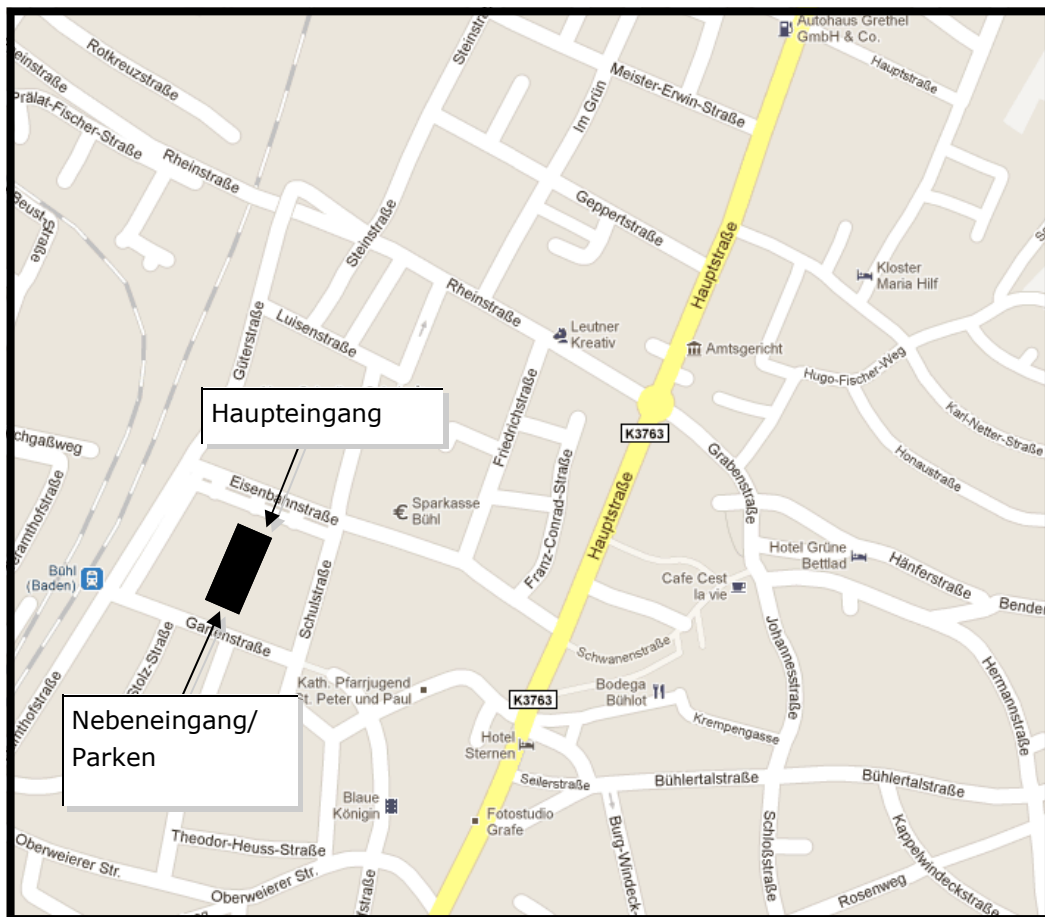 Autohaus Grethel
GmbH & Co.
Hauptstraße
Rotkreuzstraße
Steinstraße
Meister-Erwin-Straße
Im Grün
Prälat-Fischer-Straße
Rheinstraße
Beust-Straße
Steinstraße
Geppertstraße
Hauptstraße
Kloster
Maria Hilf
Güterstraße
Luisenstraße
Rheinstraße
Leutner
Kreativ
Amtsgericht
Hugo-Fischer-Weg
Karl-Netter-Straße
Honaustraße
Haupteingang
Friedrichstraße
K3763
Grabenstraße
Eisenbahnstraße
Sparkasse
Bühl
Franz-Conrad-Straße
Hauptstraße
Hotel Grüne
Bettlad
Hänferstraße
Bühl
(Baden)
Cafe Cest
la vie
Schulstraße
Gartenstraße
Schwanenstraße
Johannesstraße
Hermannstraße
Kath. Pfarrjugend
St. Peter und Paul
K3763
Bodega
Bühlot
Krempengasse
Nebeneingang/
Parken
Hotel
Sternen
Seilerstraße
Bühlertalstraße
Bühlertalstraße
Blaue
Königin
Fotostudio
Grafe
Schloßstraße
Kappelwindeckstraße
Theodor-Heuss-Straße
Oberweierer Str.
Oberweierer Str.
Rosenweg